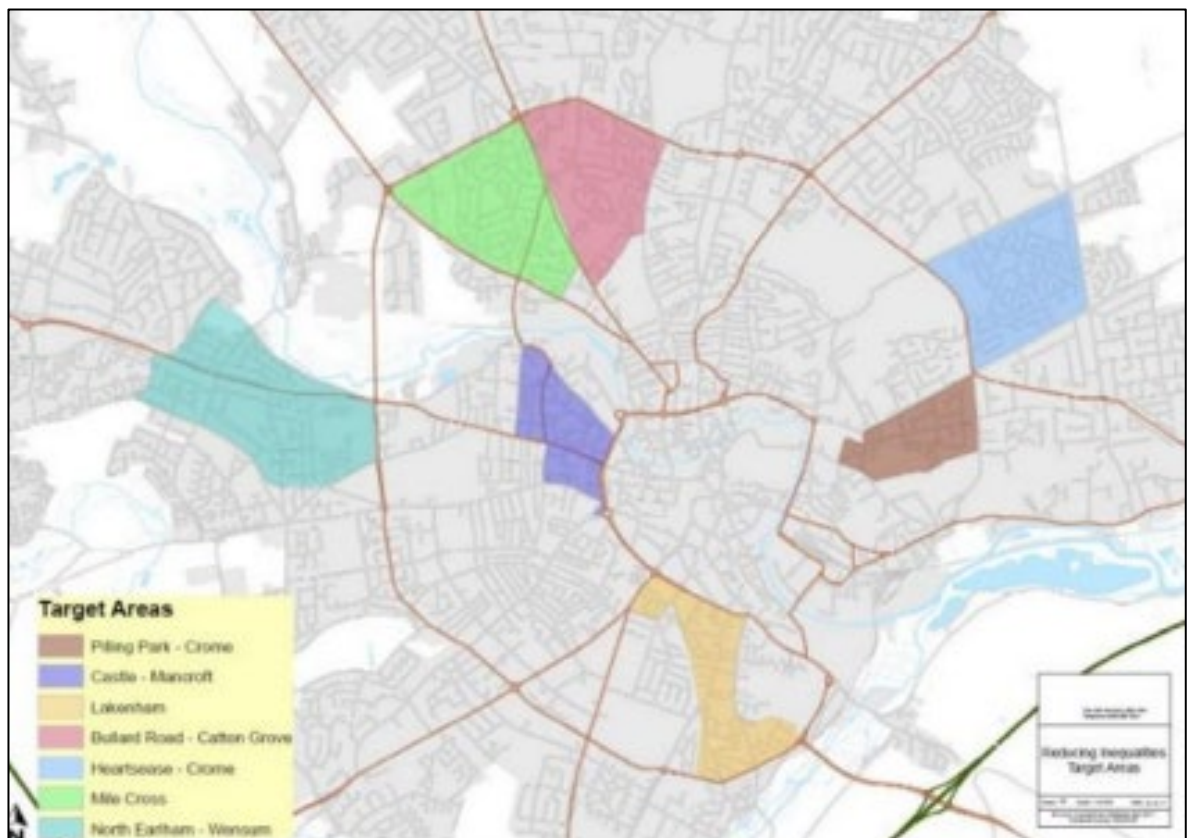 Target Areas
Pilling Park - Crome
Castle - Mancroft
Lakenham
Bullard Road - Catton Grove
Heartsease - Crome
Mile Cross
North Earlham - Wensum
N
Reducing Inequalities
Target Areas